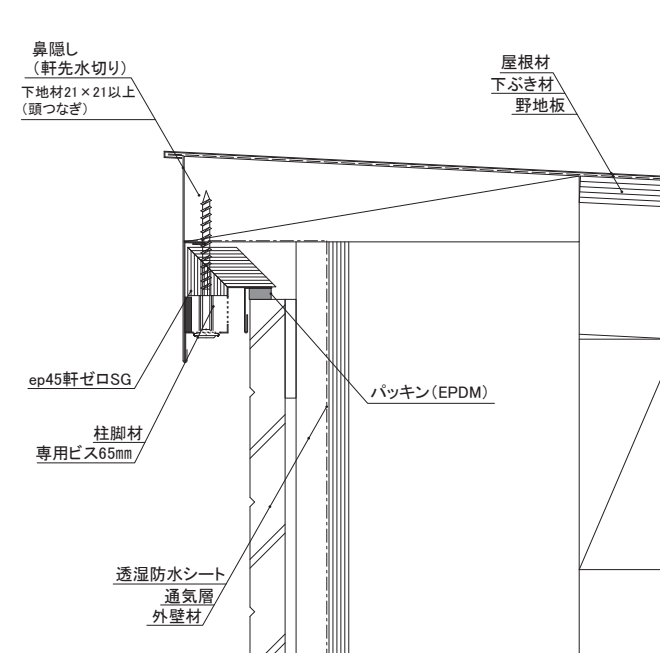 鼻隠し
（軒先水切り）
下地材21×21以上
（頭つなぎ）
屋根材
下ぶき材
野地板
ep45軒ゼロSG
柱脚材
専用ビス65mm
パッキン（EPDM）
透湿防水シート
通気層
外壁材